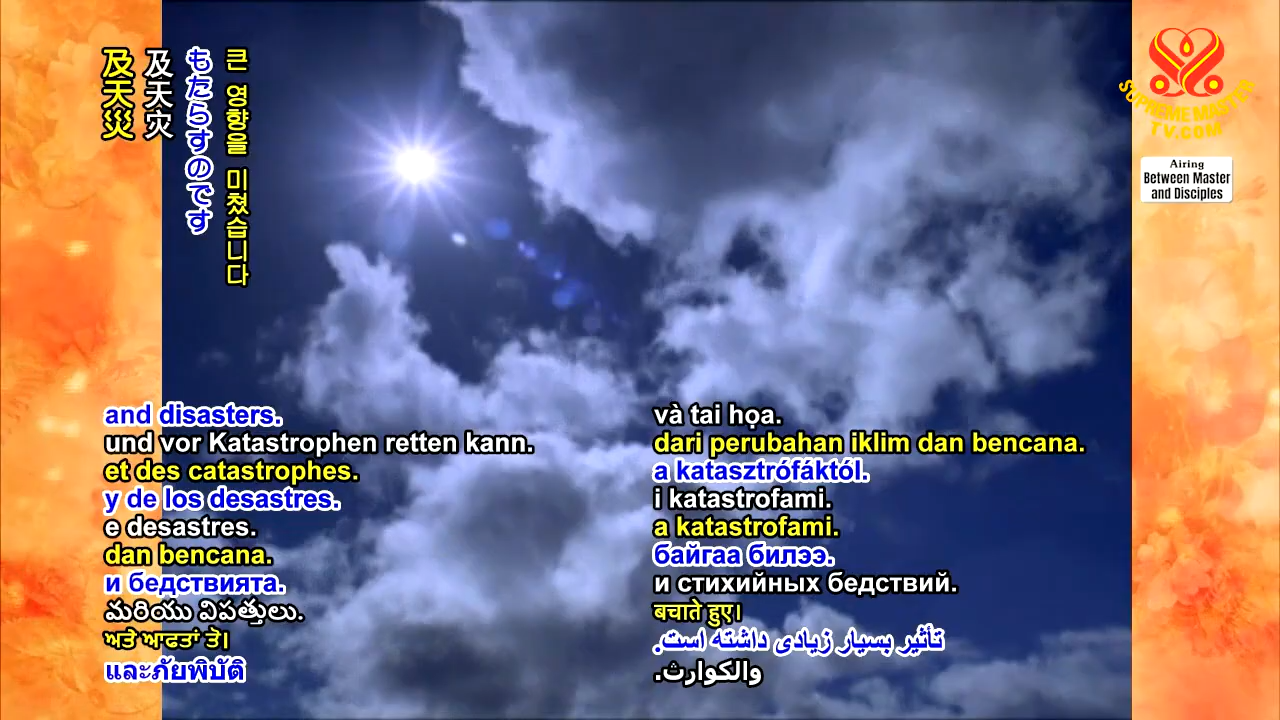 及天災
及天灾
もたらすのです
큰 영향을 미쳤습니다
SUPREME MASTER
TV.COM
Airing
Between Master
and Disciples
and disasters.
und vor Katastrophen retten kann.
et des catastrophes.
y de los desastres.
e desastres.
dan bencana.
и бедствията.
మరియు విపత్తులు.
ਅਤੇ ਆਫਤਾਂ ਤੋ।
และภัยพิบัติ
và tai họa.
dari perubahan iklim dan bencana.
a katasztrófáktól.
i katastrofami.
a katastrofami.
байгаа билээ.
и стихийных бедствий.
बचाते हुए।
تأثیر بسیار زیادی داشته است.
والكوارث.